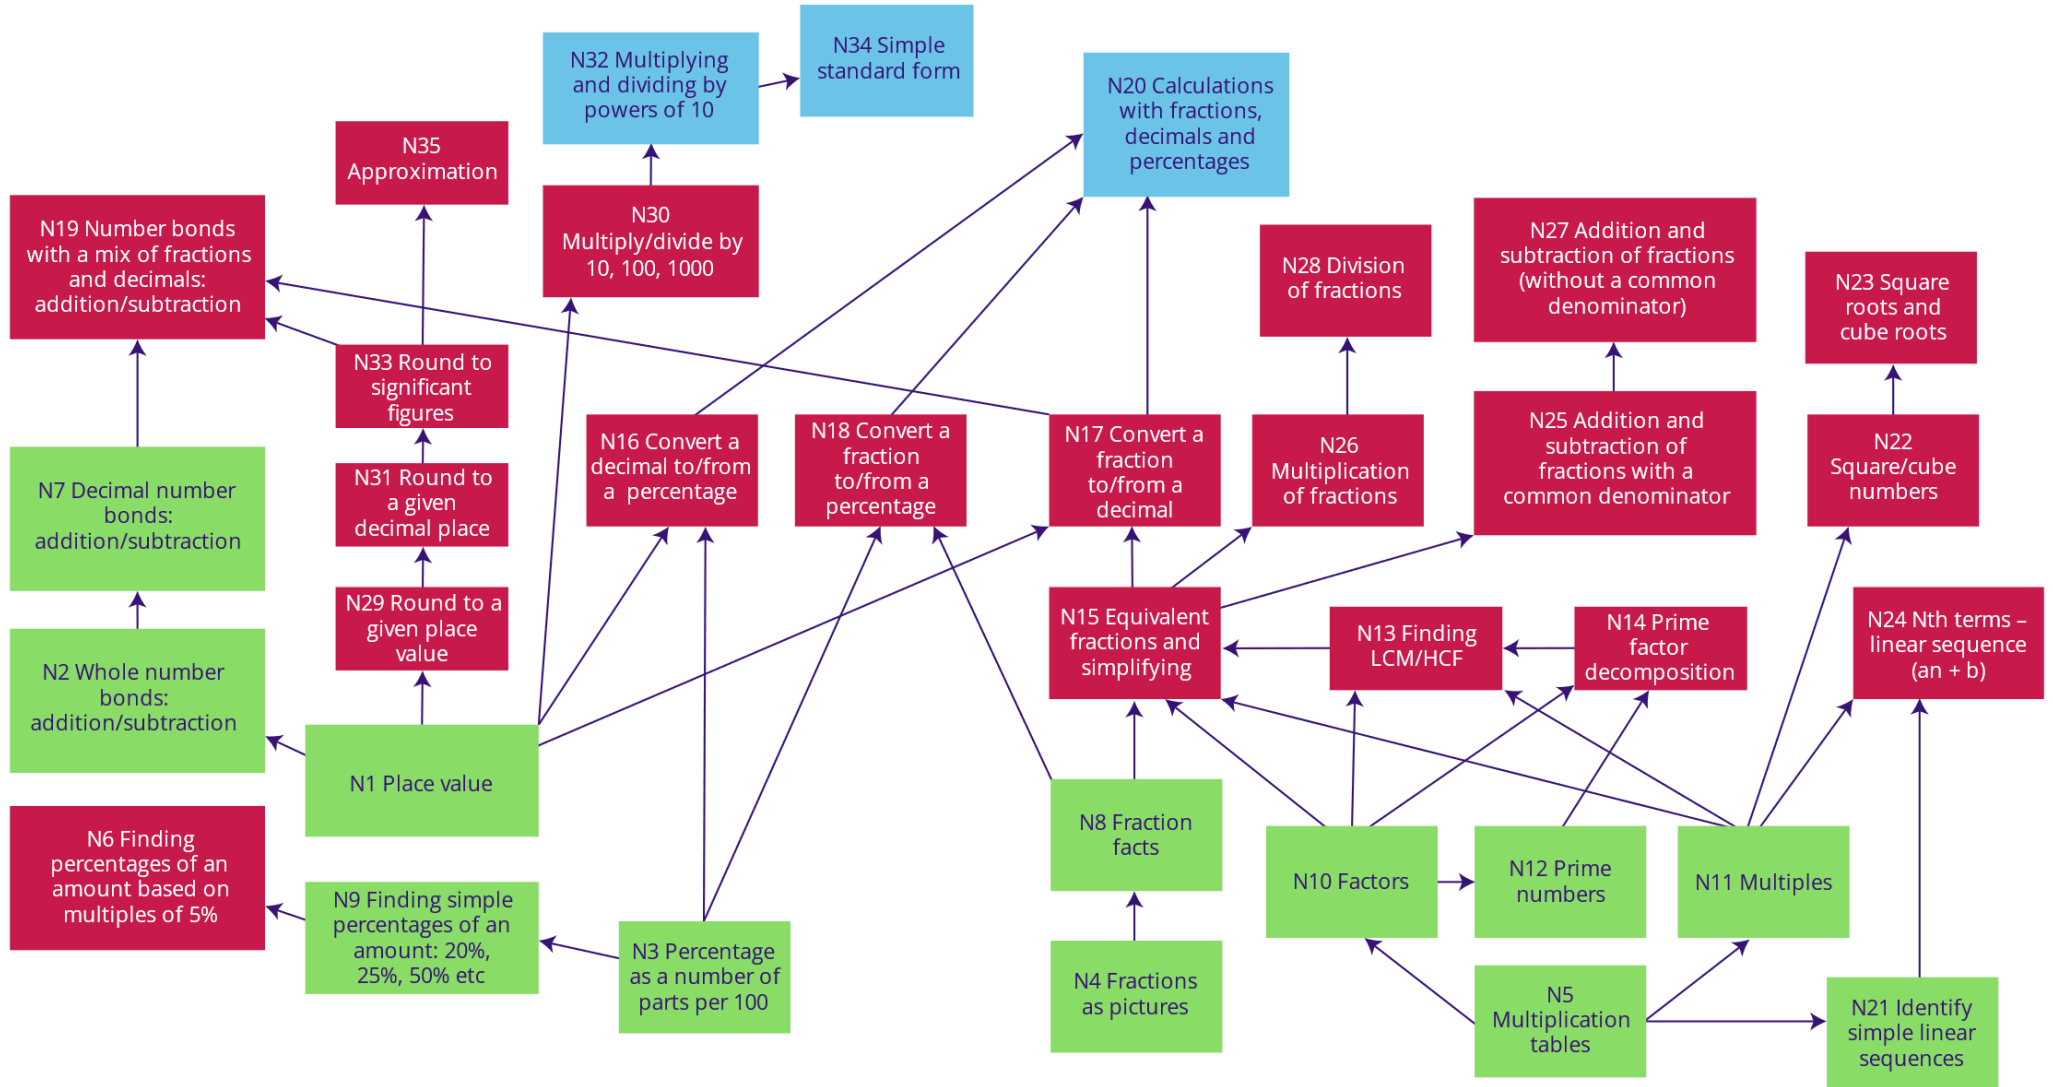 N34 Simple
standard form
N32 Multiplying
and dividing by
powers of 10
N20 Calculations
with fractions,
decimals and
percentages
N35
Approximation
N30
Multiply/divide by
10, 100, 1000
N19 Number bonds
with a mix of fractions
and decimals:
addition/subtraction
N28 Division
of fractions
N27 Addition and
subtraction of fractions
(without a common
denominator)
N23 Square
roots and
cube roots
N33 Round to
significant
figures
N16 Convert a
decimal to/from
a percentage
N18 Convert a
fraction
to/from a
percentage
N17 Convert a
fraction
to/from a
decimal
N26
Multiplication
of fractions
N25 Addition and
subtraction of
fractions with a
common denominator
N22
Square/cube
numbers
N7 Decimal number
bonds:
addition/subtraction
N31 Round to
a given
decimal place
N29 Round to a
given place
value
N15 Equivalent
fractions and
simplifying
N13 Finding
LCM/HCF
N14 Prime
factor
decomposition
N24 Nth terms –
linear sequence
(an + b)
N2 Whole number
bonds:
addition/subtraction
N1 Place value
N8 Fraction
facts
N10 Factors
N12 Prime
numbers
N11 Multiples
N6 Finding
percentages of an
amount based on
multiples of 5%
N9 Finding simple
percentages of an
amount: 20%,
25%, 50% etc
N3 Percentage
as a number of
parts per 100
N4 Fractions
as pictures
N5
Multiplication
tables
N21 Identify
simple linear
sequences